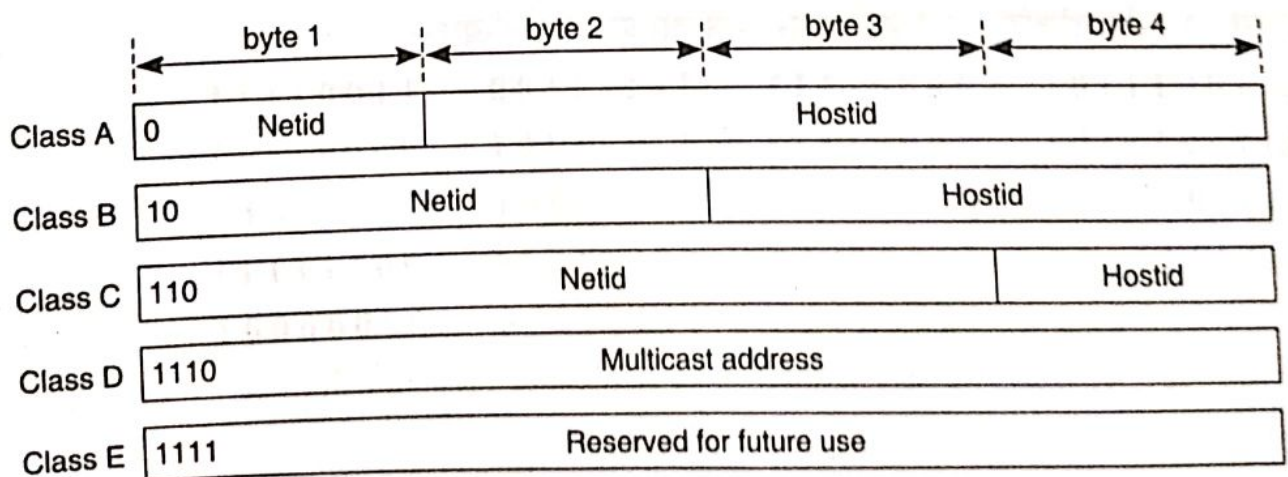 byte 1 byte 2 byte 3 byte 4
Class A 0 Netid Hostid
Class B 10 Netid Hostid
Class C 110 Netid Hostid
Class D 1110 Multicast address
Class E 1111 Reserved for future use